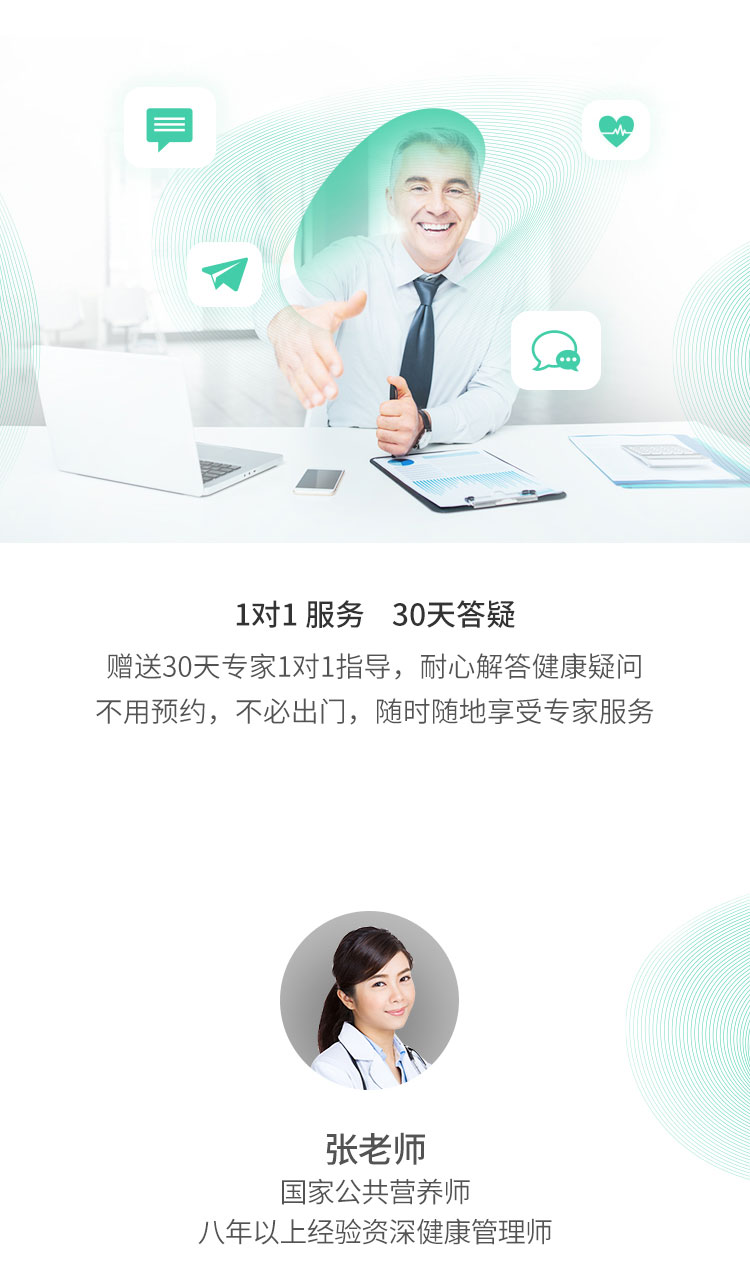 1对1 服务 30天答疑
赠送30天专家1对1指导，耐心解答健康疑问
不用预约，不必出门，随时随地享受专家服务
张老师
国家公共营养师
八年以上经验资深健康管理师